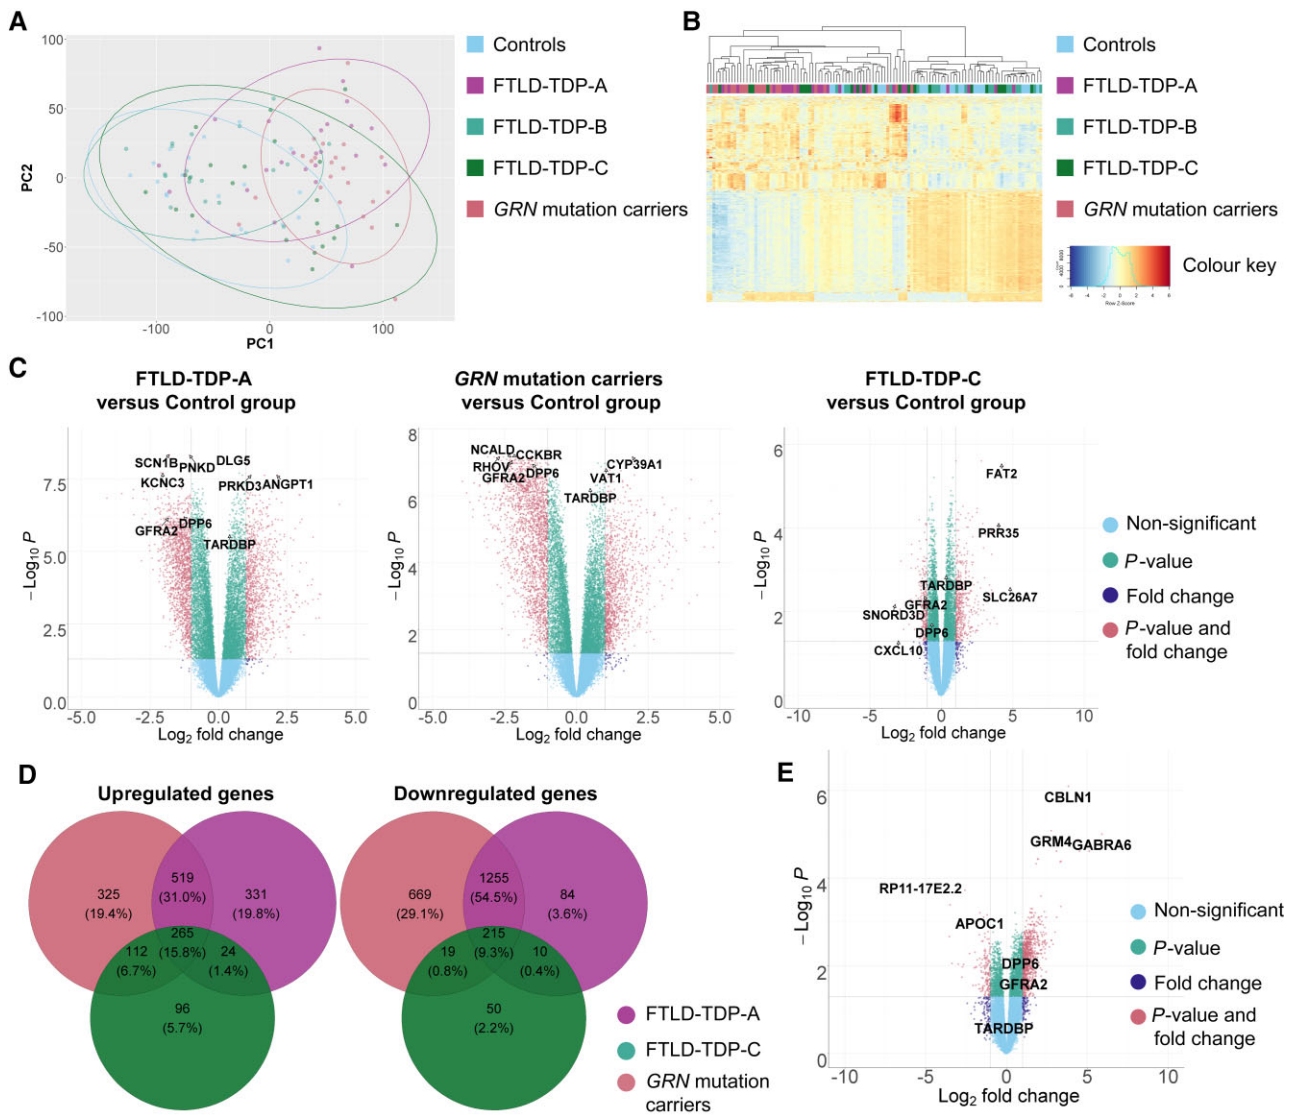 A
100
50
0
-50
-100
PC2
-100
0
100
PC1
Controls
FTLD-TDP-A
FTLD-TDP-B
FTLD-TDP-C
GRN mutation carriers
B
Controls
FTLD-TDP-A
FTLD-TDP-B
FTLD-TDP-C
GRN mutation carriers
Colour key
Row Z-Score
C
FTLD-TDP-A
versus Control group
SCN1B
PNKD
DLG5
KCNC3
PRKD3
ANGPT1
GFRA2
DPP6
TARDBP
7.5
5.0
2.5
0.0
-Log10 P
-5.0
-2.5
0.0
2.5
5.0
Log2 fold change
GRN mutation carriers
versus Control group
NCALD
CCKBR
RHOV
DPP6
GFRA2
CYP39A1
VAT1
TARDBP
8
6
4
2
0
-Log10 P
-5.0
-2.5
0.0
2.5
5.0
Log2 fold change
FTLD-TDP-C
versus Control group
FAT2
PRR35
TARDBP
SLC26A7
GFRA2
SNORD3D
DPP6
CXCL10
6
4
2
0
-Log10 P
-10
-5
0
5
10
Log2 fold change
Non-significant
P-value
Fold change
P-value and
fold change
D
Upregulated genes
325
(19.4%)
519
(31.0%)
331
(19.8%)
265
(15.8%)
112
(6.7%)
24
(1.4%)
96
(5.7%)
Downregulated genes
669
(29.1%)
1255
(54.5%)
84
(3.6%)
215
(9.3%)
19
(0.8%)
10
(0.4%)
50
(2.2%)
FTLD-TDP-A
FTLD-TDP-C
GRN mutation
carriers
E
CBLN1
GRM4
GABRA6
RP11-17E2.2
APOC1
DPP6
GFRA2
TARDBP
6
4
2
0
-Log10 P
-10
-5
0
5
10
Log2 fold change
Non-significant
P-value
Fold change
P-value and
fold change